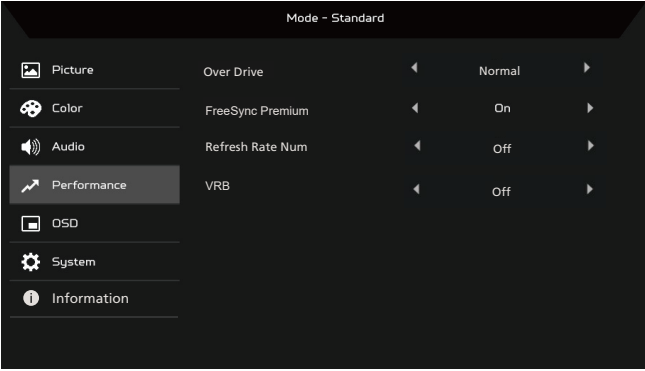 Mode - Standard
Picture
Over Drive Normal
Color
FreeSync Premium On
Audio
Refresh Rate Num Off
Performance
VRB Off
OSD
System
Information